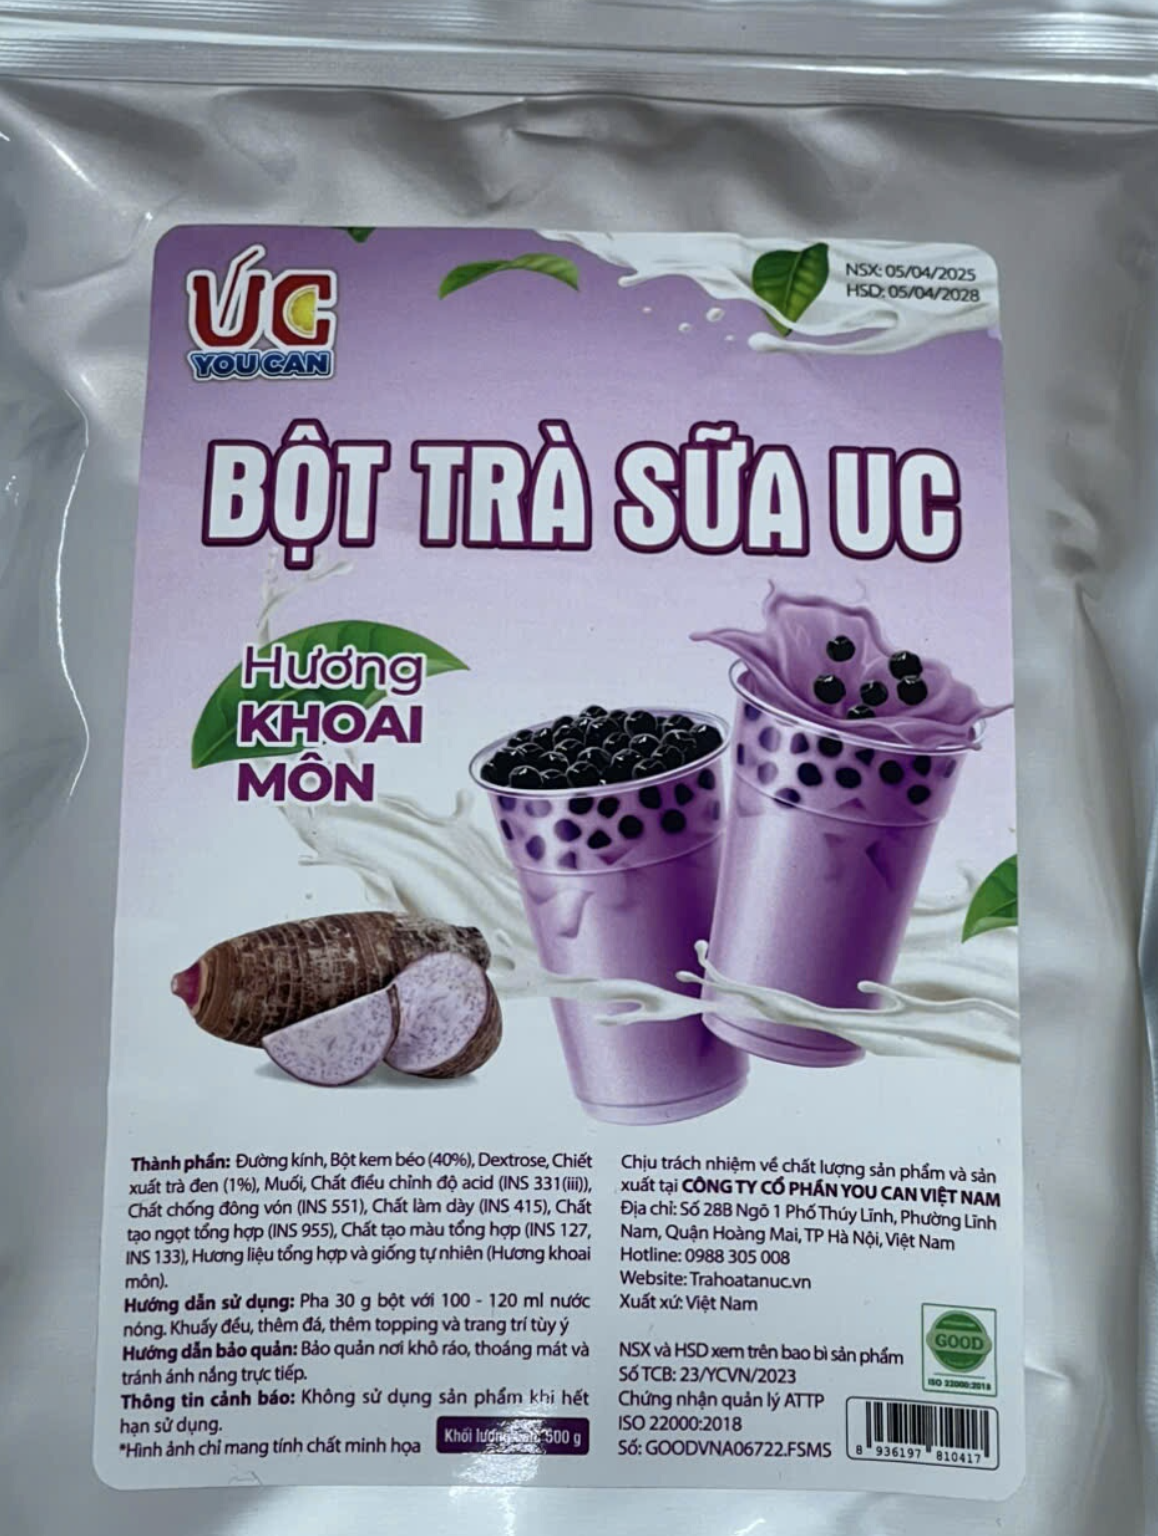 ÚC
YOU CAN
NSX: 05/04/2025
HSD: 05/04/2028
BỘT TRÀ SỮA UC
Hương
KHOAI
MÔN
Thành phần: Đường kính, Bột kem béo (40%), Dextrose, Chiết
xuất trà đen (1%), Muối, Chất điều chỉnh độ acid (INS 331(iii)),
Chất chống đông vón (INS 551), Chất làm dày (INS 415), Chất
tạo ngọt tổng hợp (INS 955), Chất tạo màu tổng hợp (INS 127,
INS 133), Hương liệu tổng hợp và giống tự nhiên (Hương khoai
môn).
Hướng dẫn sử dụng: Pha 30 g bột với 100 - 120 ml nước
nóng. Khuấy đều, thêm đá, thêm topping và trang trí tùy ý
Hướng dẫn bảo quản: Bảo quản nơi khô ráo, thoáng mát và
tránh ánh nắng trực tiếp.
Thông tin cảnh báo: Không sử dụng sản phẩm khi hết
hạn sử dụng.
*Hình ảnh chỉ mang tính chất minh họa
Khối lượng 500 g
Chịu trách nhiệm về chất lượng sản phẩm và sản
xuất tại CÔNG TY CỔ PHẦN YOU CAN VIỆT NAM
Địa chỉ: Số 28B Ngõ 1 Phố Thúy Lĩnh, Phường Lĩnh
Nam, Quận Hoàng Mai, TP Hà Nội, Việt Nam
Hotline: 0988 305 008
Website: Trahoatanuc.vn
Xuất xứ: Việt Nam
NSX và HSD xem trên bao bì sản phẩm
Số TCB: 23/YCVN/2023
Chứng nhận quản lý ATTP
ISO 22000:2018
Số: GOODVNA06722.FSMS
GOOD
ISO 22000:2018
8 936197 810417